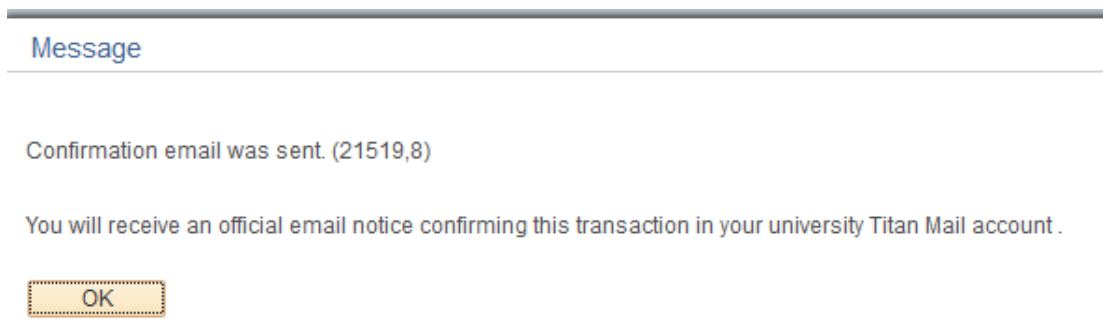 Message
Confirmation email was sent. (21519,8)
You will receive an official email notice confirming this transaction in your university Titan Mail account .
OK